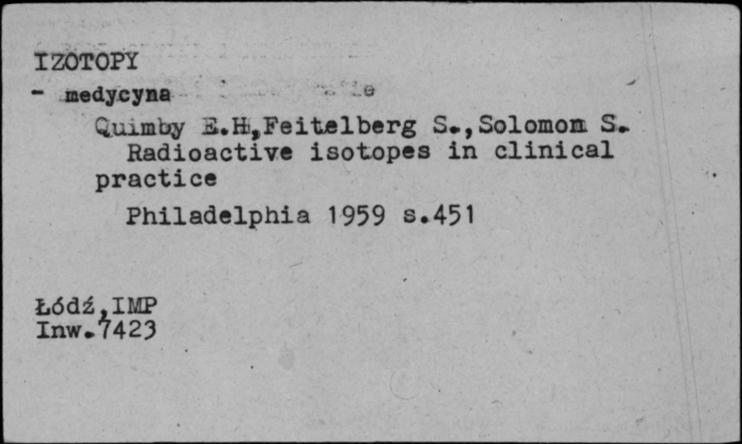 IZOTOPY
- medycyna
Quimby E.H,Feitelberg S.,Solomon S.
Radioactive isotopes in clinical
practice
Philadelphia 1959 s.451
Łódź,IMP
Inw.7423